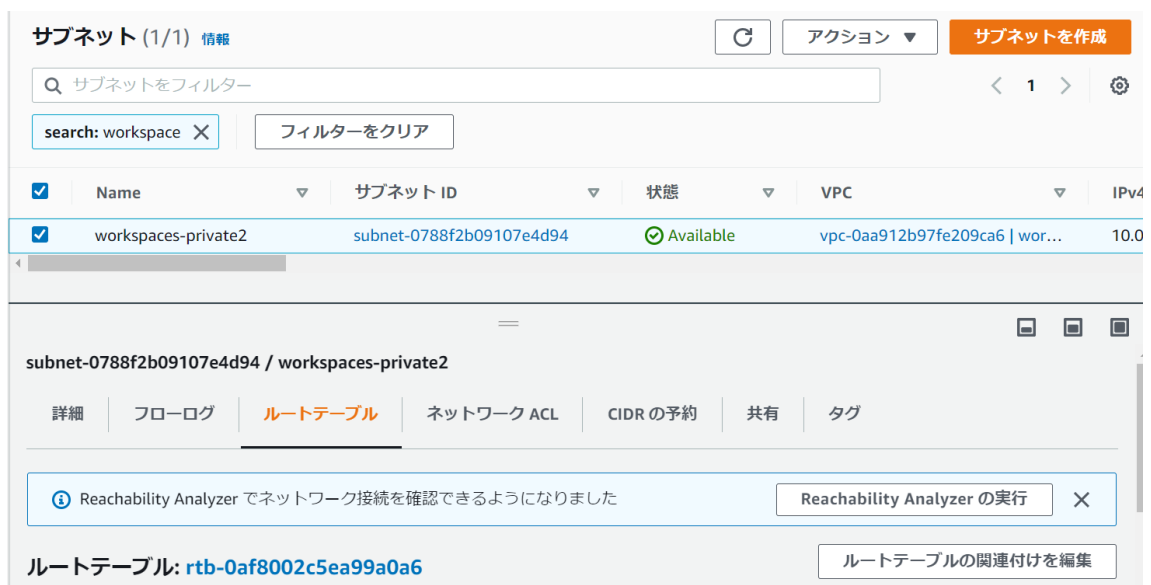 サブネット (1/1) 情報
アクション ▼
サブネットを作成
サブネットをフィルター
1
search: workspace
フィルターをクリア
Name サブネット ID 状態 VPC IPv4
workspaces-private2 subnet-0788f2b09107e4d94 Available vpc-0aa912b97fe209ca6 | wor... 10.0
subnet-0788f2b09107e4d94 / workspaces-private2
詳細 フローログ ルートテーブル ネットワーク ACL CIDR の予約 共有 タグ
Reachability Analyzer でネットワーク接続を確認できるようになりました
Reachability Analyzer の実行
ルートテーブル: rtb-0af8002c5ea99a0a6
ルートテーブルの関連付けを編集